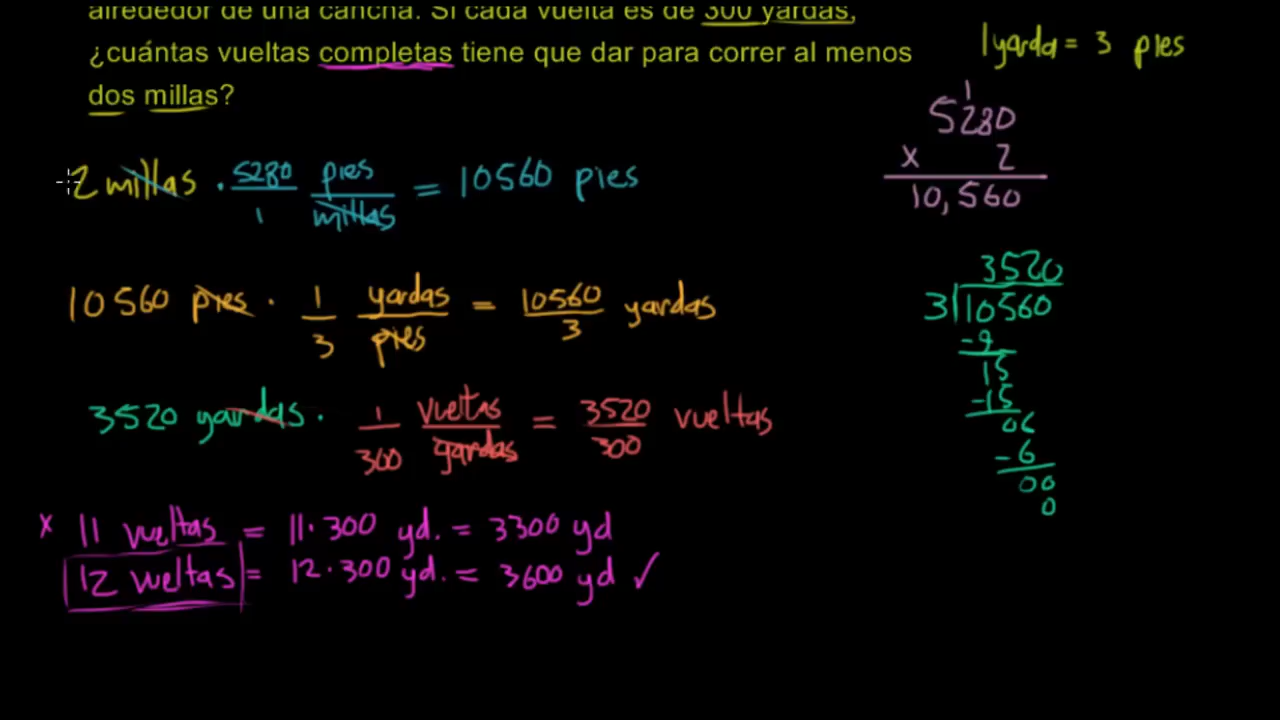 alrededor de una cancha. Si cada vuelta es de 300 yardas,
¿cuántas vueltas completas tiene que dar para correr al menos
dos millas?
1 yarda = 3 pies
2 millas · 5280/1 pies/millas = 10560 pies
10560 pies · 1/3 yardas/pies = 10560/3 yardas
3520 yardas · 1/300 vueltas/yardas = 3520/300 vueltas
x 11 vueltas = 11·300 yd. = 3300 yd
12 vueltas = 12·300 yd. = 3600 yd ✓
1
5280
x 2
10,560
3520
3 10560
-9
15
-15
06
-6
00
0